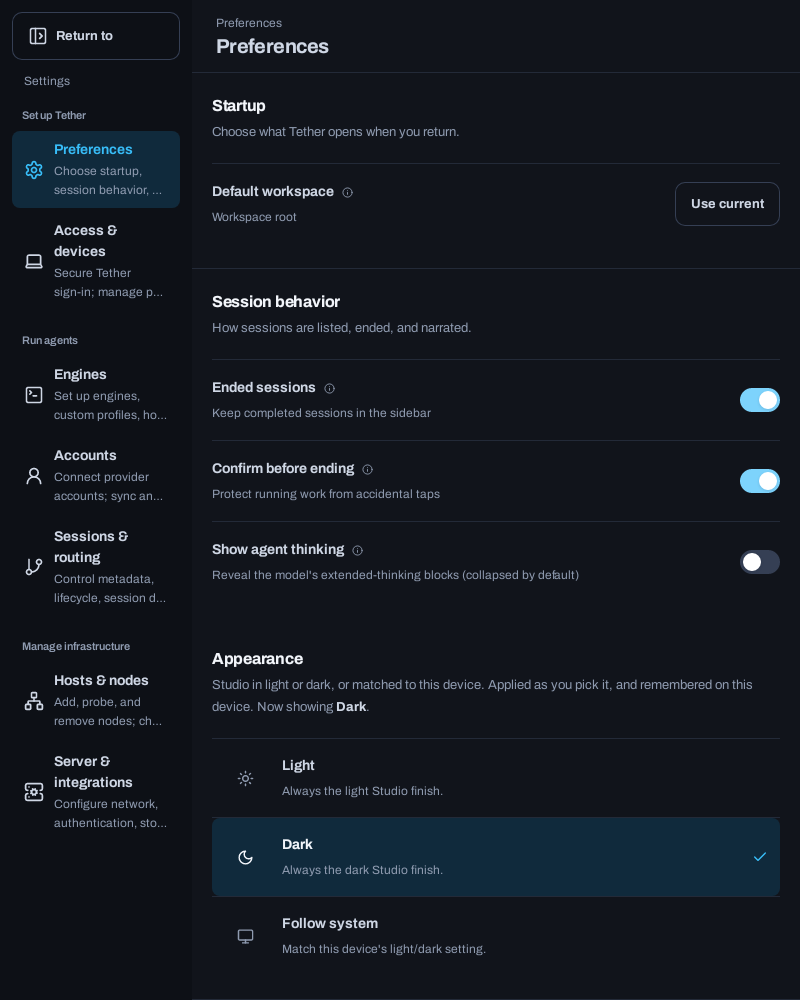 Return to
Settings
Set up Tether
Preferences
Choose startup,
session behavior, ...
Access &
devices
Secure Tether
sign-in; manage p...
Run agents
Engines
Set up engines,
custom profiles, ho...
Accounts
Connect provider
accounts; sync an...
Sessions &
routing
Control metadata,
lifecycle, session d...
Manage infrastructure
Hosts & nodes
Add, probe, and
remove nodes; ch...
Server &
integrations
Configure network,
authentication, sto...
Preferences
Preferences
Startup
Choose what Tether opens when you return.
Default workspace
Workspace root
Use current
Session behavior
How sessions are listed, ended, and narrated.
Ended sessions
Keep completed sessions in the sidebar
Confirm before ending
Protect running work from accidental taps
Show agent thinking
Reveal the model's extended-thinking blocks (collapsed by default)
Appearance
Studio in light or dark, or matched to this device. Applied as you pick it, and remembered on this
device. Now showing Dark.
Light
Always the light Studio finish.
Dark
Always the dark Studio finish.
Follow system
Match this device's light/dark setting.